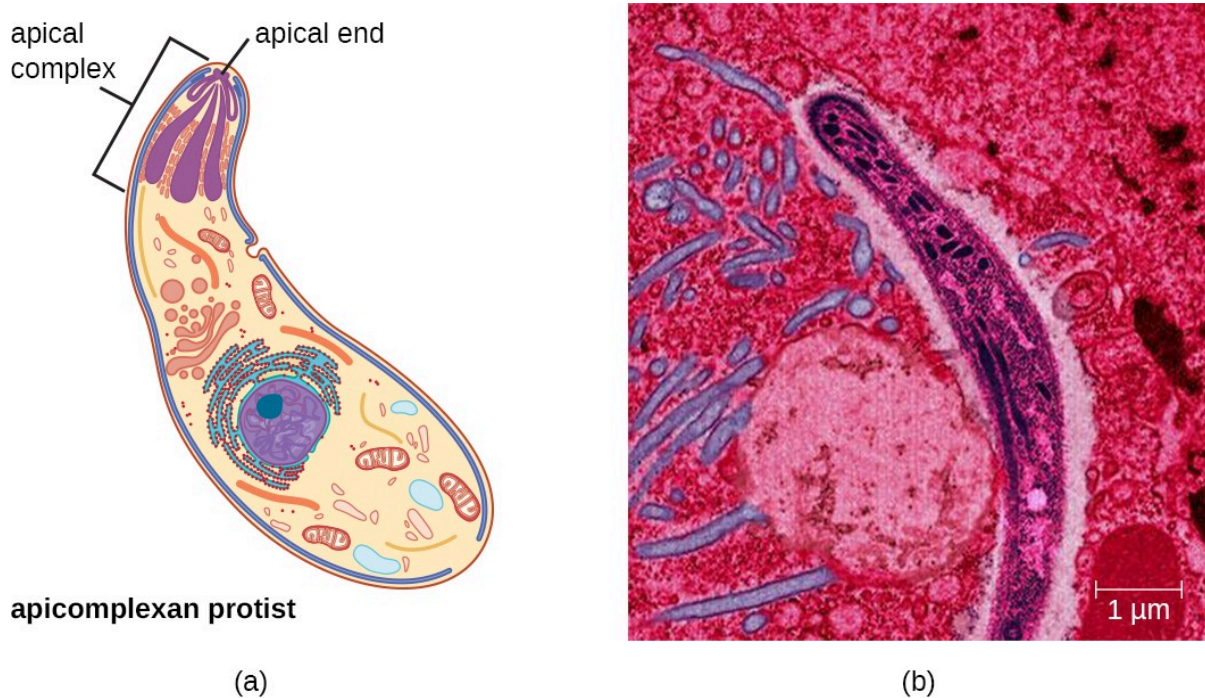 apical
complex
apical end
apicomplexan protist
1 µm
(a)
(b)